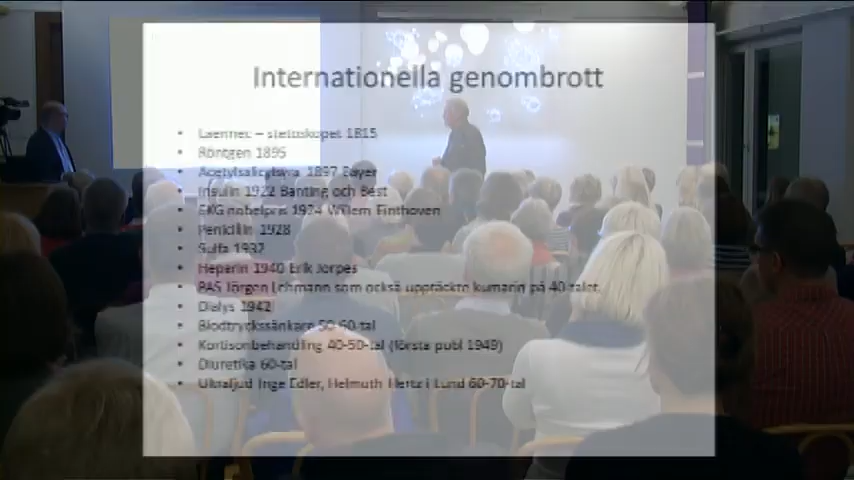 Internationella genombrott
• Laennec – stetoskopet 1815
• Röntgen 1895
• Acetylsalicylsyra 1897 Bayer
• Insulin 1922 Banting och Best
• EKG nobelpris 1924 Willem Einthoven
• Penicillin 1928
• Sulfa 1932
• Heparin 1940 Erik Jorpes
• PAS Jörgen Lehmann som också upptäckte kumarin på 40-talet
• Dialys 1942
• Blodtryckssänkare 50-60-tal
• Kortisonbehandling 40-50-tal (första publ 1949)
• Diuretika 60-tal
• Ultraljud Inge Edler, Helmuth Hertz i Lund 60-70-tal